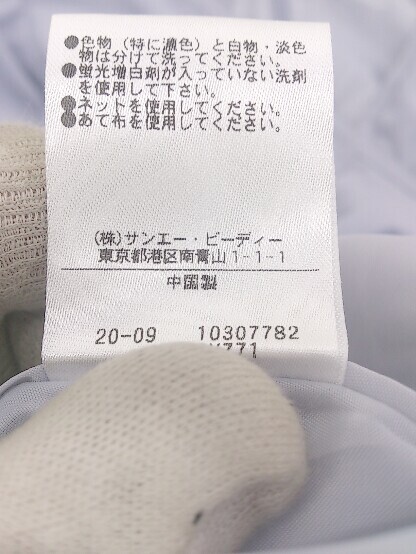 ●色物（特に濃色）と白物・淡色
物は分けて洗ってください。
●蛍光増白剤が入っていない洗剤
を使用して下さい。
●ネットを使用してください。
●あて布を使用してください。
(株)サンエー・ビーディー
東京都港区南青山1-1-1
中国製
20-09 10307782